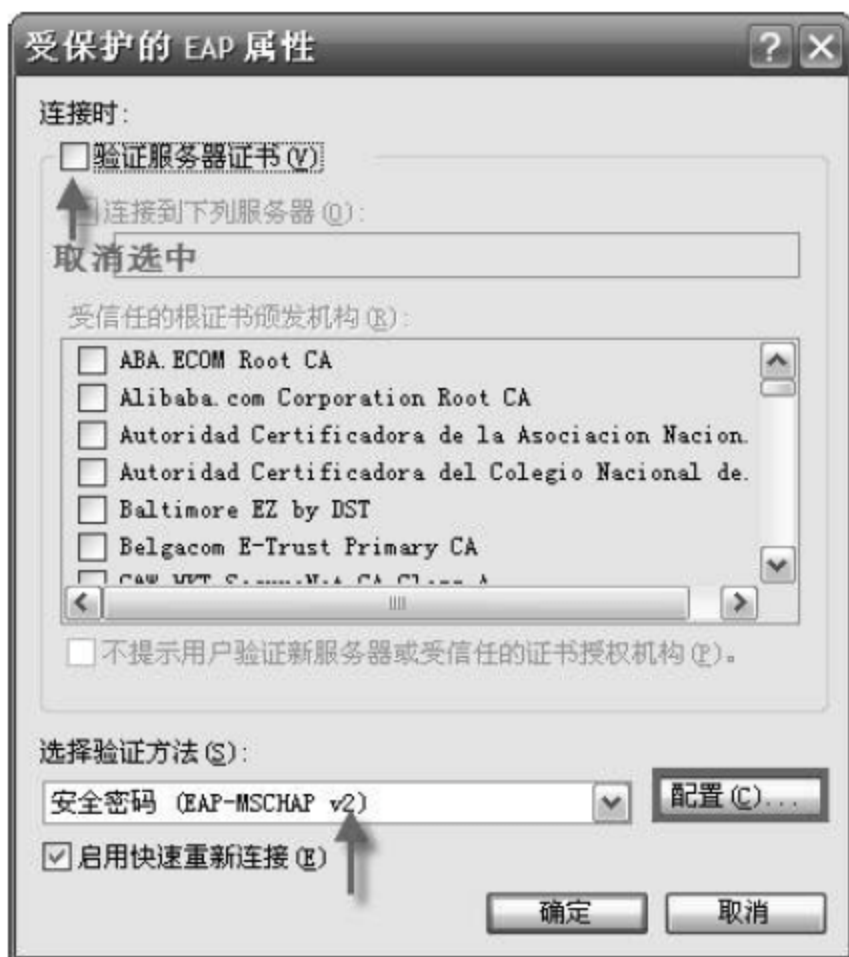 受保护的 EAP 属性
连接时:
验证服务器证书(V)
连接到下列服务器(O):
取消选中
受信任的根证书颁发机构(R):
ABA.ECOM Root CA
Alibaba.com Corporation Root CA
Autoridad Certificadora de la Asociacion Nacion.
Autoridad Certificadora del Colegio Nacional de.
Baltimore EZ by DST
Belgacom E-Trust Primary CA
不提示用户验证新服务器或受信任的证书授权机构(P)。
选择验证方法(S):
安全密码 (EAP-MSCHAP v2)
配置(C)...
启用快速重新连接(E)
确定 取消